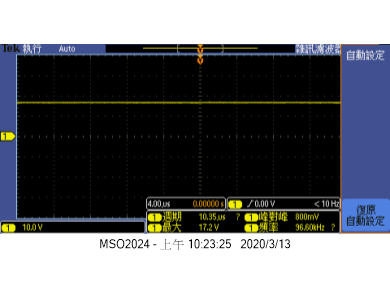 Tek 執行 Auto 雜訊濾波器
自動設定
1
4.00µs 0.00000 s 1 ∕ 0.00 V < 10 Hz
1 週期 10.35µs ? 1 峰對峰 800mV
1 最大 17.2 V 1 頻率 96.60kHz ?
1 10.0 V
復原
自動設定
MSO2024 - 上午 10:23:25 2020/3/13